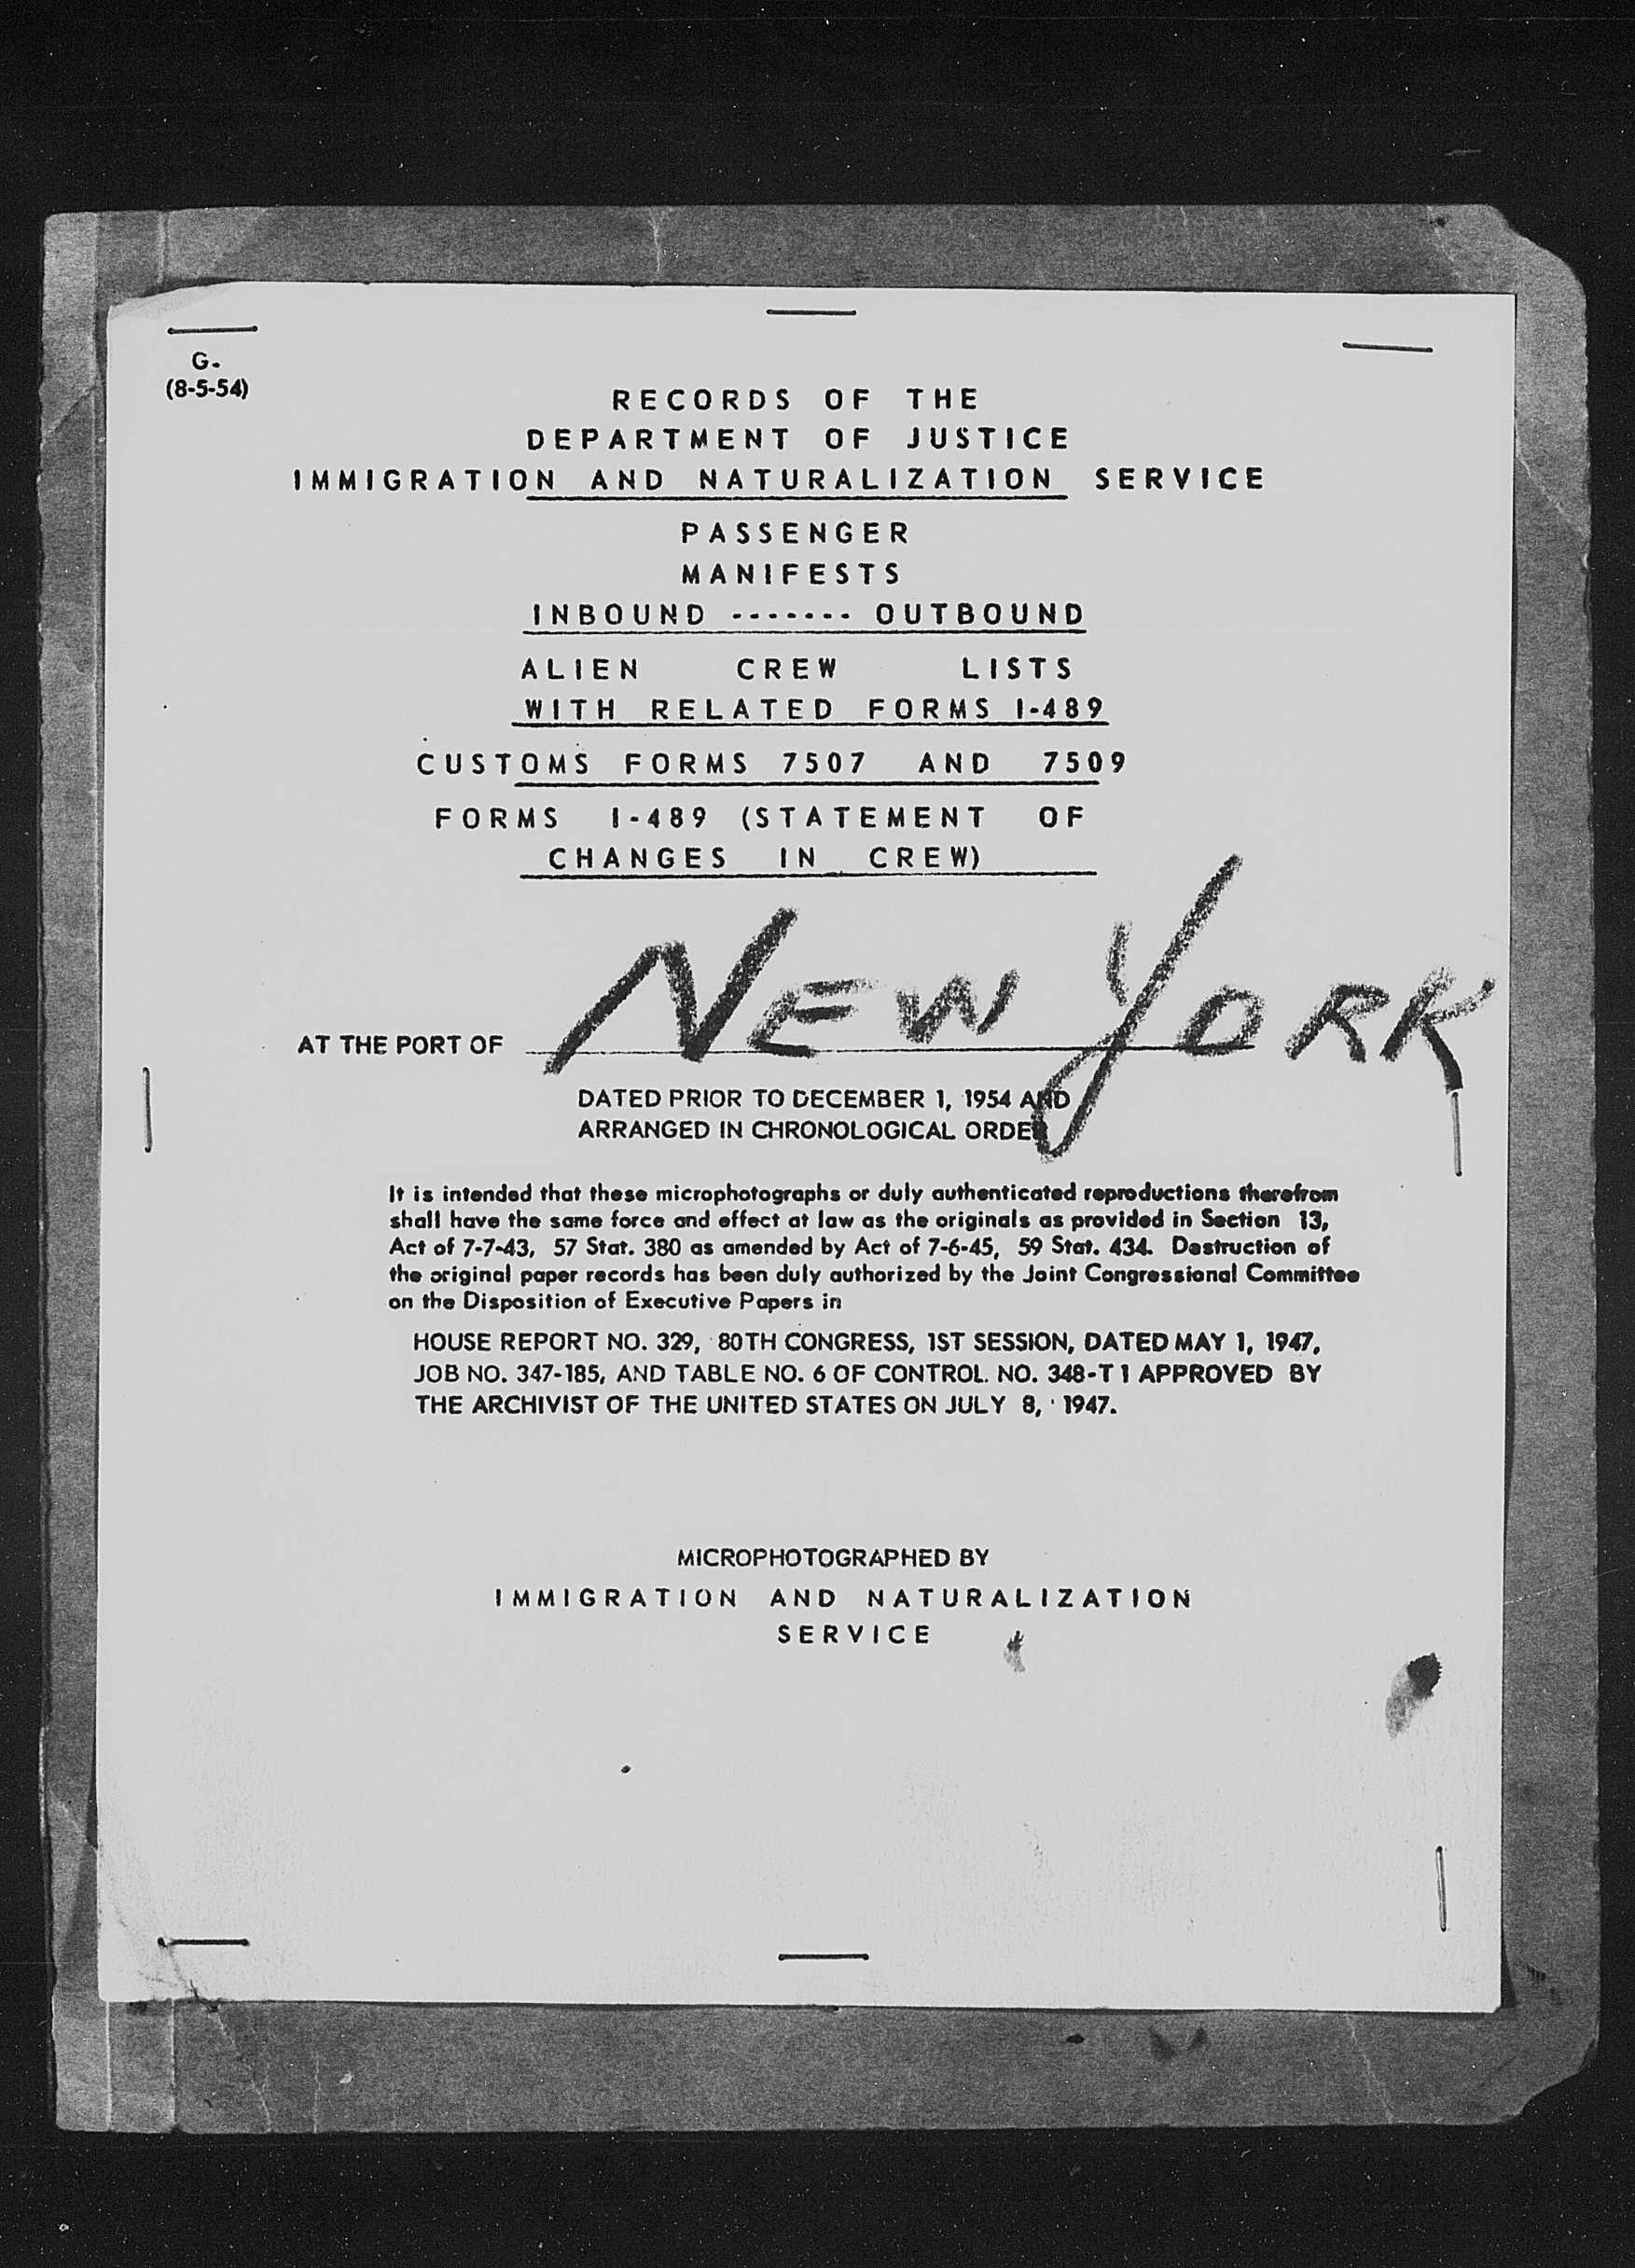 G.
(8-5-54)
RECORDS OF THE
DEPARTMENT OF JUSTICE
IMMIGRATION AND NATURALIZATION SERVICE
PASSENGER
MANIFESTS
INBOUND ------- OUTBOUND
ALIEN CREW LISTS
WITH RELATED FORMS I-489
CUSTOMS FORMS 7507 AND 7509
FORMS I-489 (STATEMENT OF
CHANGES IN CREW)
AT THE PORT OF NEW YORK
DATED PRIOR TO DECEMBER 1, 1954 AND
ARRANGED IN CHRONOLOGICAL ORDER
It is intended that these microphotographs or duly authenticated reproductions therefrom
shall have the same force and effect at law as the originals as provided in Section 13,
Act of 7-7-43, 57 Stat. 380 as amended by Act of 7-6-45, 59 Stat. 434. Destruction of
the original paper records has been duly authorized by the Joint Congressional Committee
on the Disposition of Executive Papers in
HOUSE REPORT NO. 329, 80TH CONGRESS, 1ST SESSION, DATED MAY 1, 1947,
JOB NO. 347-185, AND TABLE NO. 6 OF CONTROL. NO. 348-T1 APPROVED BY
THE ARCHIVIST OF THE UNITED STATES ON JULY 8, 1947.
MICROPHOTOGRAPHED BY
IMMIGRATION AND NATURALIZATION
SERVICE